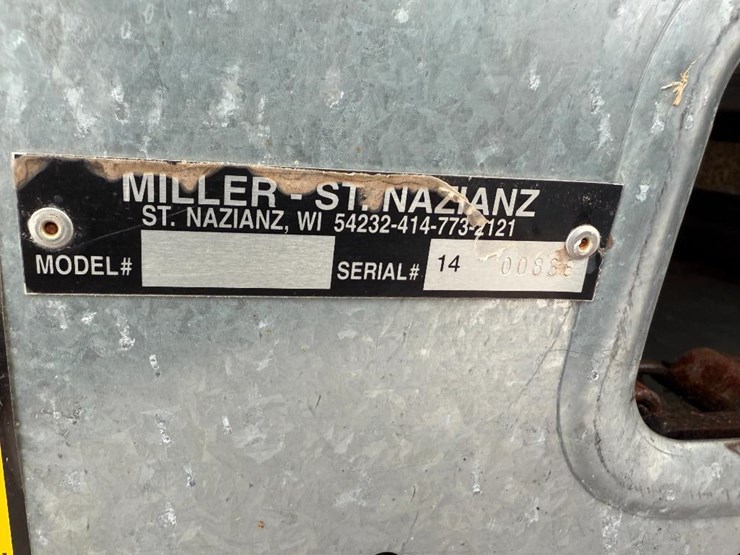 MILLER - ST. NAZIANZ
ST. NAZIANZ, WI 54232-414-773-2121
MODEL# SERIAL# 14